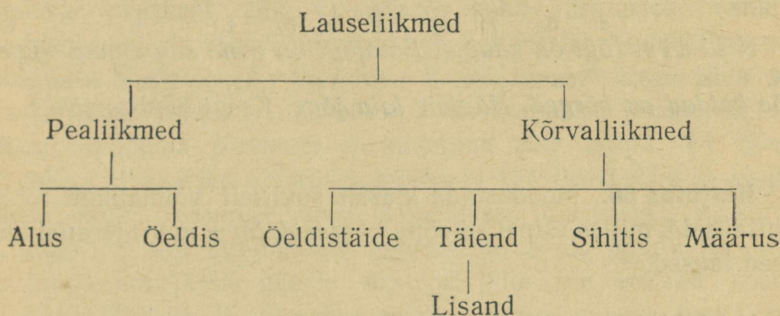 Lauseliikmed
Pealiikmed Kõrvalliikmed
Alus Öeldis Öeldistäide Täiend Sihitis Määrus
Lisand